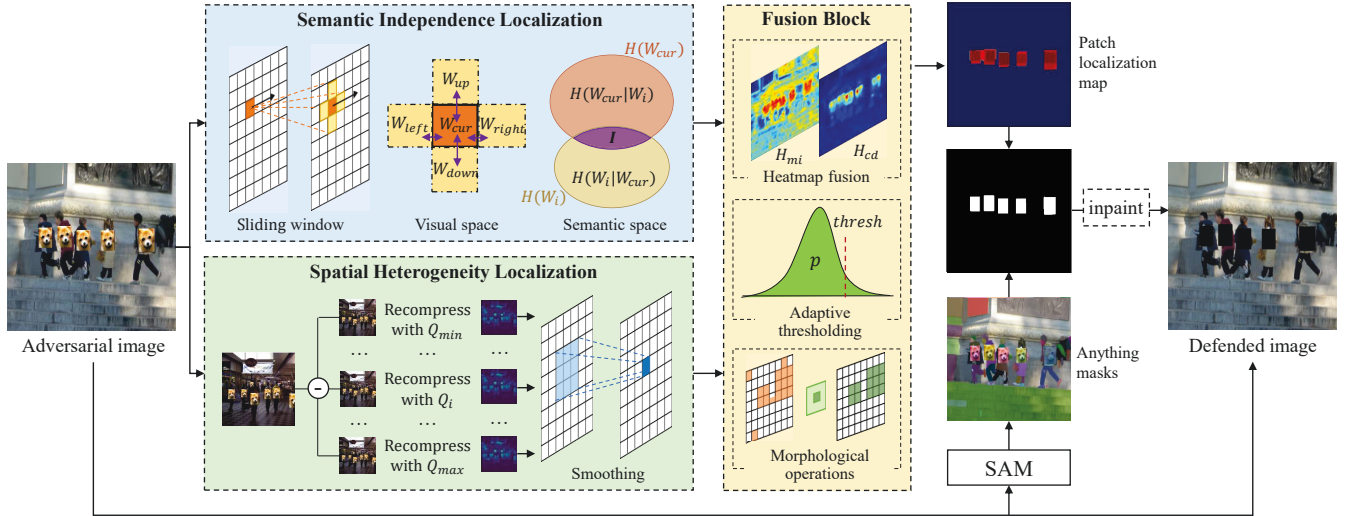 Semantic Independence Localization
Sliding window
W_up
W_left
W_cur
W_right
W_down
Visual space
H(W_cur)
H(W_cur|W_i)
I
H(W_i|W_cur)
H(W_i)
Semantic space
Adversarial image
Spatial Heterogeneity Localization
−
Recompress
with Q_min
... ... ...
Recompress
with Q_i
... ... ...
Recompress
with Q_max
Smoothing
Fusion Block
H_mi
H_cd
Heatmap fusion
thresh
p
Adaptive
thresholding
Morphological
operations
Patch
localization
map
inpaint
Anything
masks
SAM
Defended image